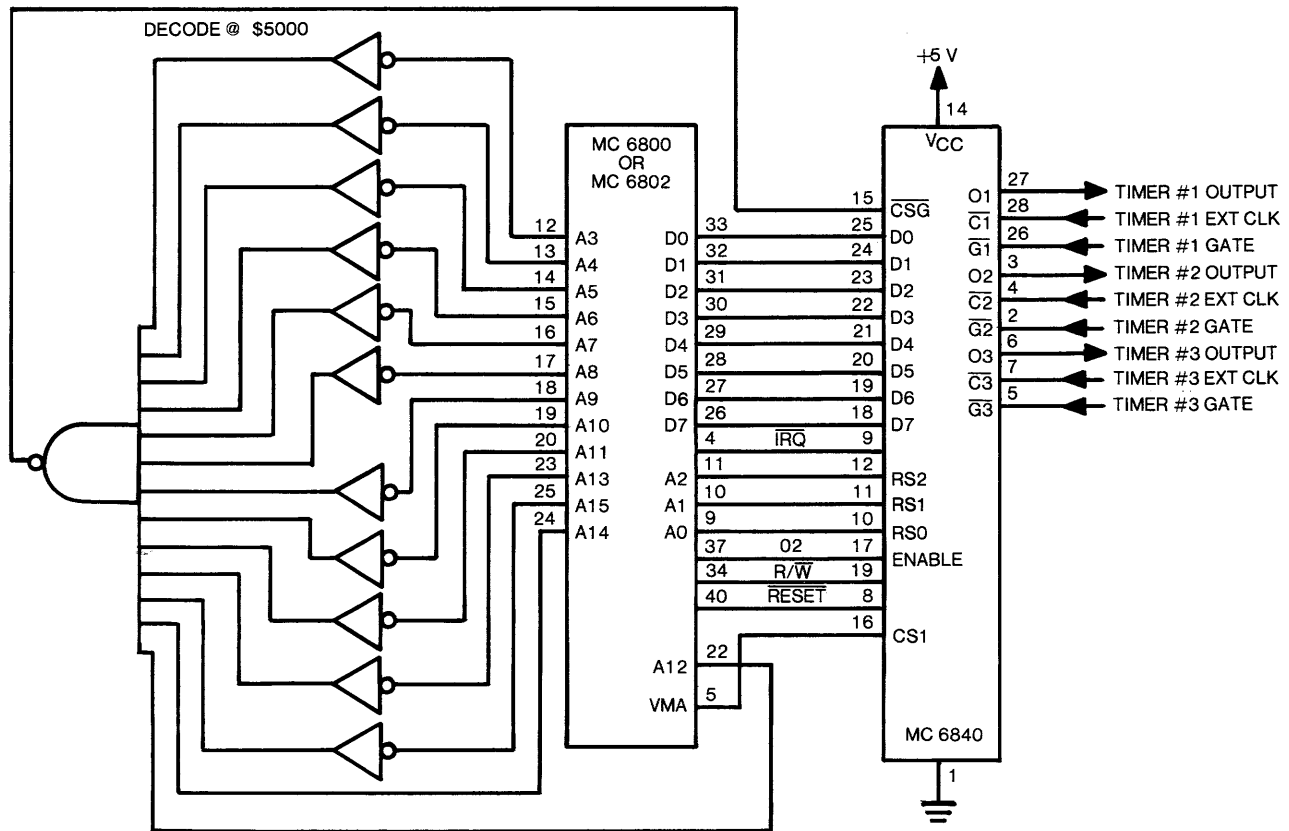 DECODE @ $5000
+5 V
14
VCC
MC 6800
OR
MC 6802
12 A3
13 A4
14 A5
15 A6
16 A7
17 A8
18 A9
19 A10
20 A11
23 A13
25 A15
24 A14
D0 33
D1 32
D2 31
D3 30
D4 29
D5 28
D6 27
D7 26
4 IRQ 9
A2 11
A1 10
A0 9
37 02 17
34 R/W 19
40 RESET 8
A12 22
VMA 5
15 CSG
25 D0
24 D1
23 D2
22 D3
21 D4
20 D5
19 D6
18 D7
12 RS2
11 RS1
10 RS0
ENABLE
16 CS1
MC 6840
1
O1 27 TIMER #1 OUTPUT
C1 28 TIMER #1 EXT CLK
G1 26 TIMER #1 GATE
O2 3 TIMER #2 OUTPUT
C2 4 TIMER #2 EXT CLK
G2 2 TIMER #2 GATE
O3 6 TIMER #3 OUTPUT
C3 7 TIMER #3 EXT CLK
G3 5 TIMER #3 GATE